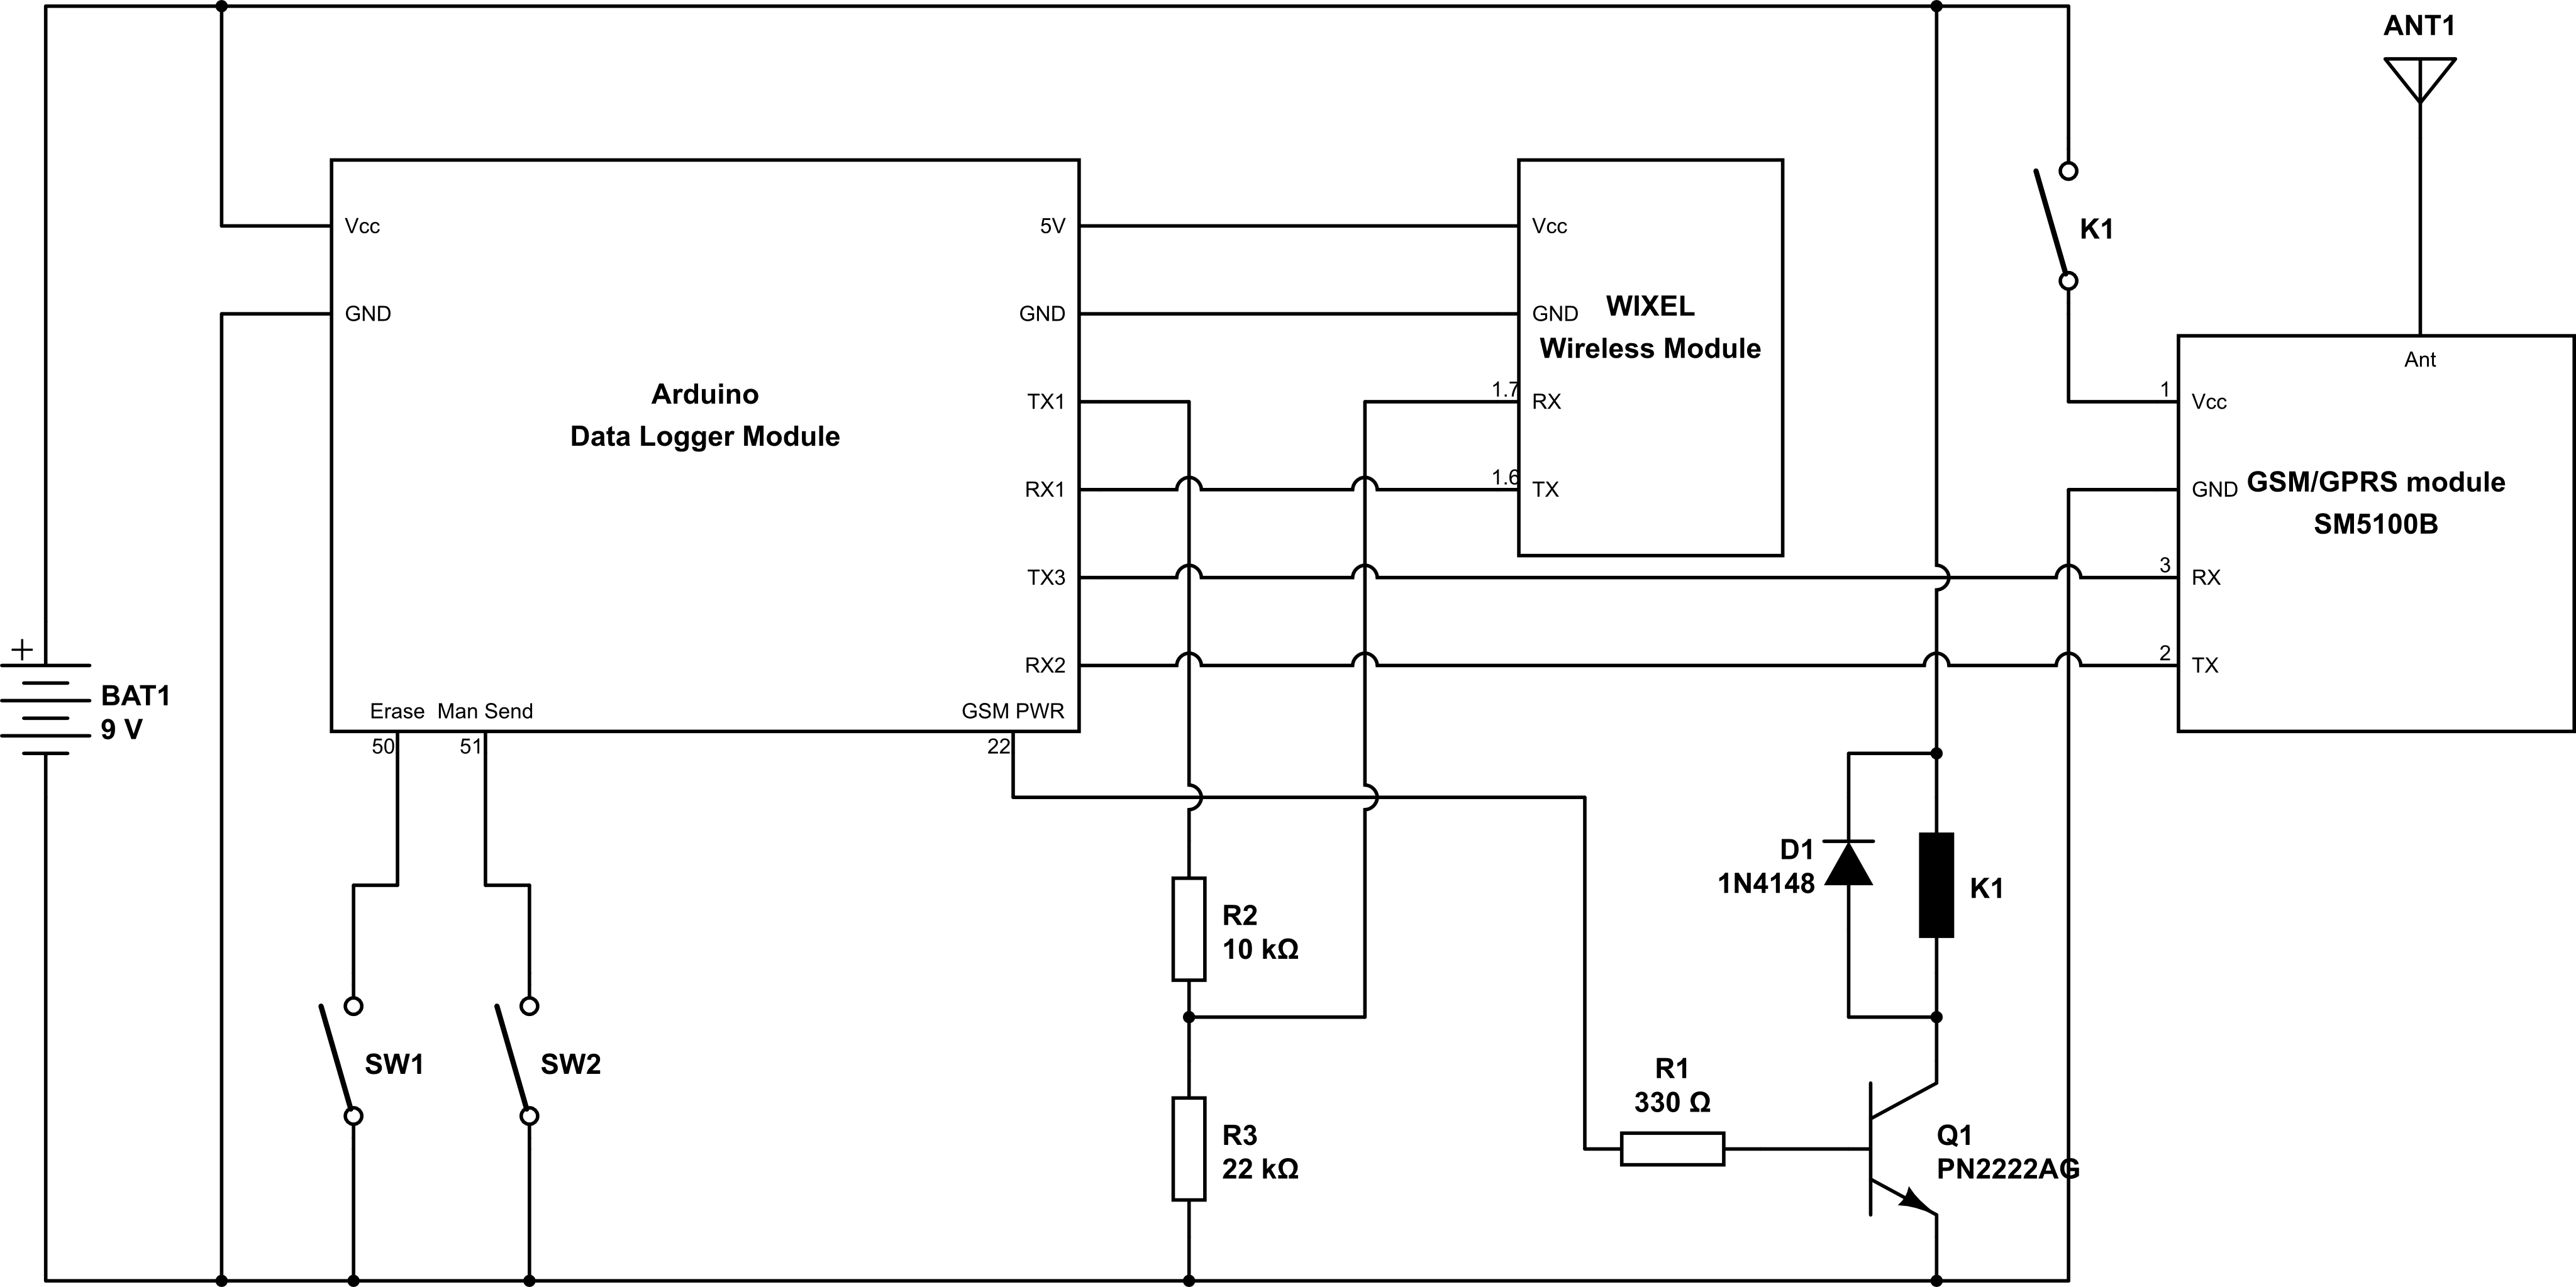 ANT1
Vcc
5V
Vcc
K1
GND
GND
GND
WIXEL
Wireless Module
Ant
Arduino
Data Logger Module
TX1
1.7
RX
1
Vcc
RX1
1.6
TX
GND
GSM/GPRS module
SM5100B
TX3
3
RX
+
RX2
2
TX
BAT1
9 V
Erase
Man Send
GSM PWR
50
51
22
D1
1N4148
K1
R2
10 kΩ
SW1
SW2
R1
330 Ω
R3
22 kΩ
Q1
PN2222AG